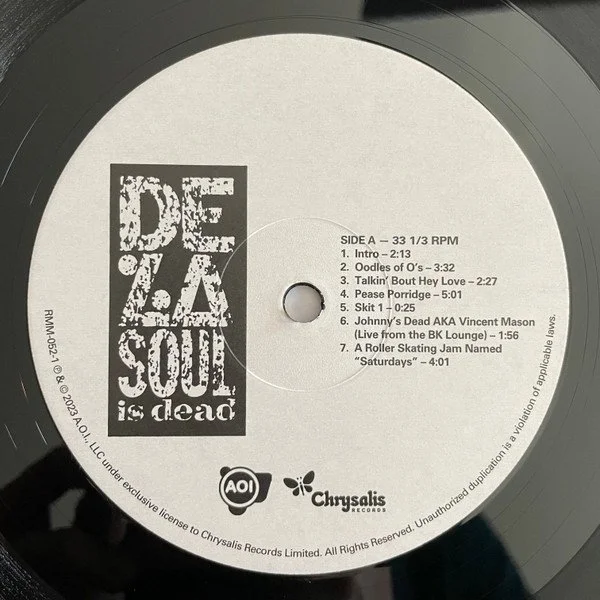 DE
LA
SOUL
is dead
SIDE A — 33 1/3 RPM
1. Intro – 2:13
2. Oodles of O's – 3:32
3. Talkin' Bout Hey Love – 2:27
4. Pease Porridge – 5:01
5. Skit 1 – 0:25
6. Johnny's Dead AKA Vincent Mason
(Live from the BK Lounge) – 1:56
7. A Roller Skating Jam Named
"Saturdays" – 4:01
AOI
Chrysalis
RECORDS
RMM-052-1 ℗ & © 2023 A.O.I., LLC under exclusive license to Chrysalis Records Limited. All Rights Reserved. Unauthorized duplication is a violation of applicable laws.